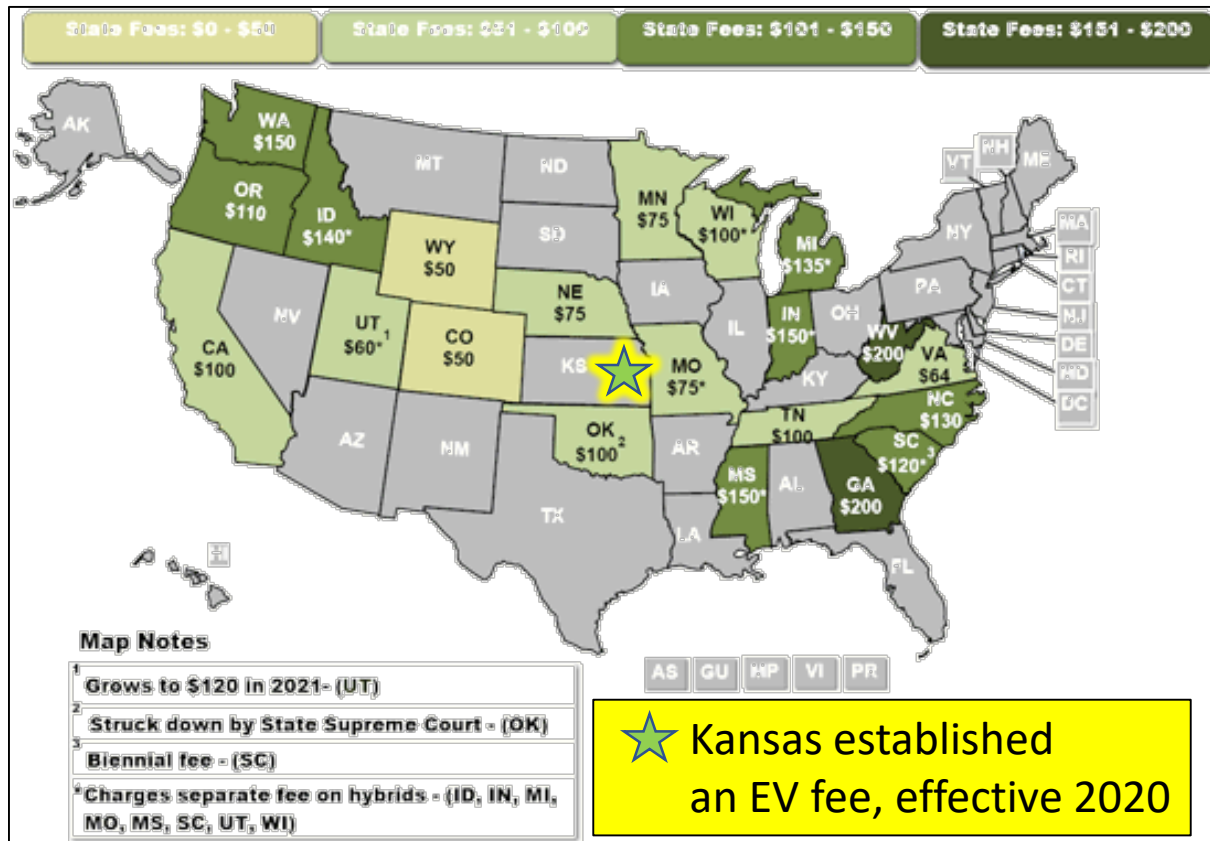 State Fees: $0 - $50
State Fees: $51 - $100
State Fees: $101 - $150
State Fees: $151 - $200
AK
WA
$150
MT
ND
MN
$75
VT
NH
ME
OR
$110
ID
$140*
SD
WI
$100*
MI
$135*
NY
MA
RI
CT
NJ
DE
MD
DC
WY
$50
IA
PA
NE
$75
NV
UT
$60*1
CO
$50
IL
IN
$150*
OH
WV
$200
VA
$64
CA
$100
KS
MO
$75*
KY
NC
$130
TN
$100
SC
$120*3
AZ
NM
OK
$1002
AR
MS
$150*
AL
GA
$200
TX
LA
FL
HI
Map Notes
1 Grows to $120 in 2021- (UT)
2 Struck down by State Supreme Court - (OK)
3 Biennial fee - (SC)
*Charges separate fee on hybrids - (ID, IN, MI,
MO, MS, SC, UT, WI)
AS GU MP VI PR
Kansas established
an EV fee, effective 2020